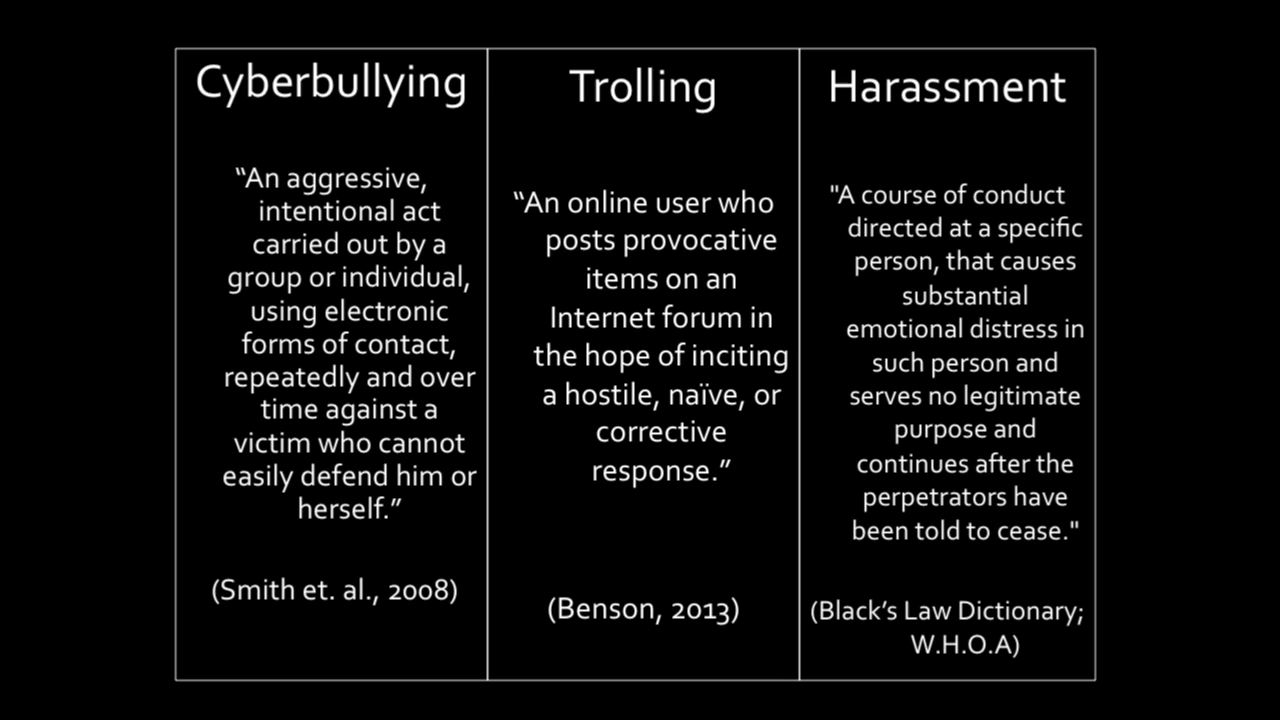 Cyberbullying
“An aggressive,
intentional act
carried out by a
group or individual,
using electronic
forms of contact,
repeatedly and over
time against a
victim who cannot
easily defend him or
herself.”
(Smith et. al., 2008)
Trolling
“An online user who
posts provocative
items on an
Internet forum in
the hope of inciting
a hostile, naïve, or
corrective
response.”
(Benson, 2013)
Harassment
"A course of conduct
directed at a specific
person, that causes
substantial
emotional distress in
such person and
serves no legitimate
purpose and
continues after the
perpetrators have
been told to cease."
(Black’s Law Dictionary;
W.H.O.A)